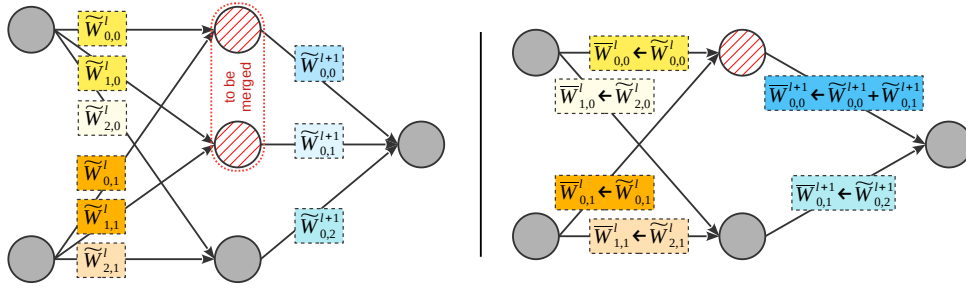 W̃^l_{0,0}
W̃^l_{1,0}
W̃^l_{2,0}
W̃^l_{0,1}
W̃^l_{1,1}
W̃^l_{2,1}
to be
merged
W̃^{l+1}_{0,0}
W̃^{l+1}_{0,1}
W̃^{l+1}_{0,2}
W̅^l_{0,0} ← W̃^l_{0,0}
W̅^l_{1,0} ← W̃^l_{2,0}
W̅^l_{0,1} ← W̃^l_{0,1}
W̅^l_{1,1} ← W̃^l_{2,1}
W̅^{l+1}_{0,0} ← W̃^{l+1}_{0,0} + W̃^{l+1}_{0,1}
W̅^{l+1}_{0,1} ← W̃^{l+1}_{0,2}